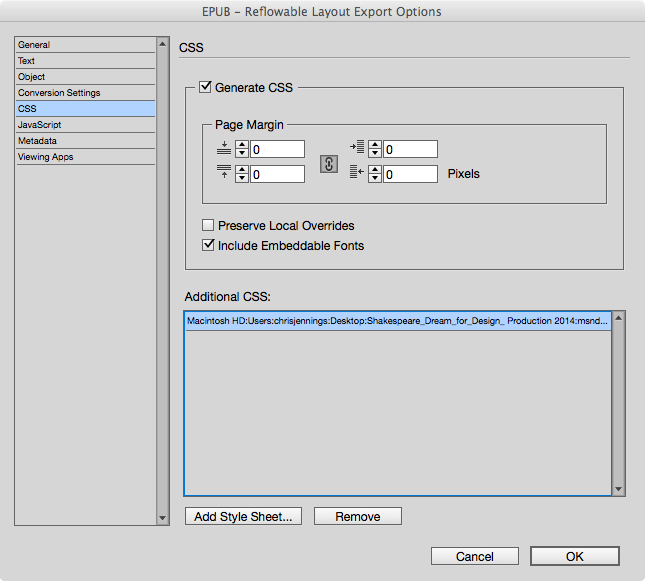 EPUB - Reflowable Layout Export Options
General
Text
Object
Conversion Settings
CSS
JavaScript
Metadata
Viewing Apps
CSS
Generate CSS
Page Margin
0
0
0
0
Pixels
Preserve Local Overrides
Include Embeddable Fonts
Additional CSS:
Macintosh HD:Users:chrisjennings:Desktop:Shakespeare_Dream_for_Design_ Production 2014:msnd...
Add Style Sheet...
Remove
Cancel
OK